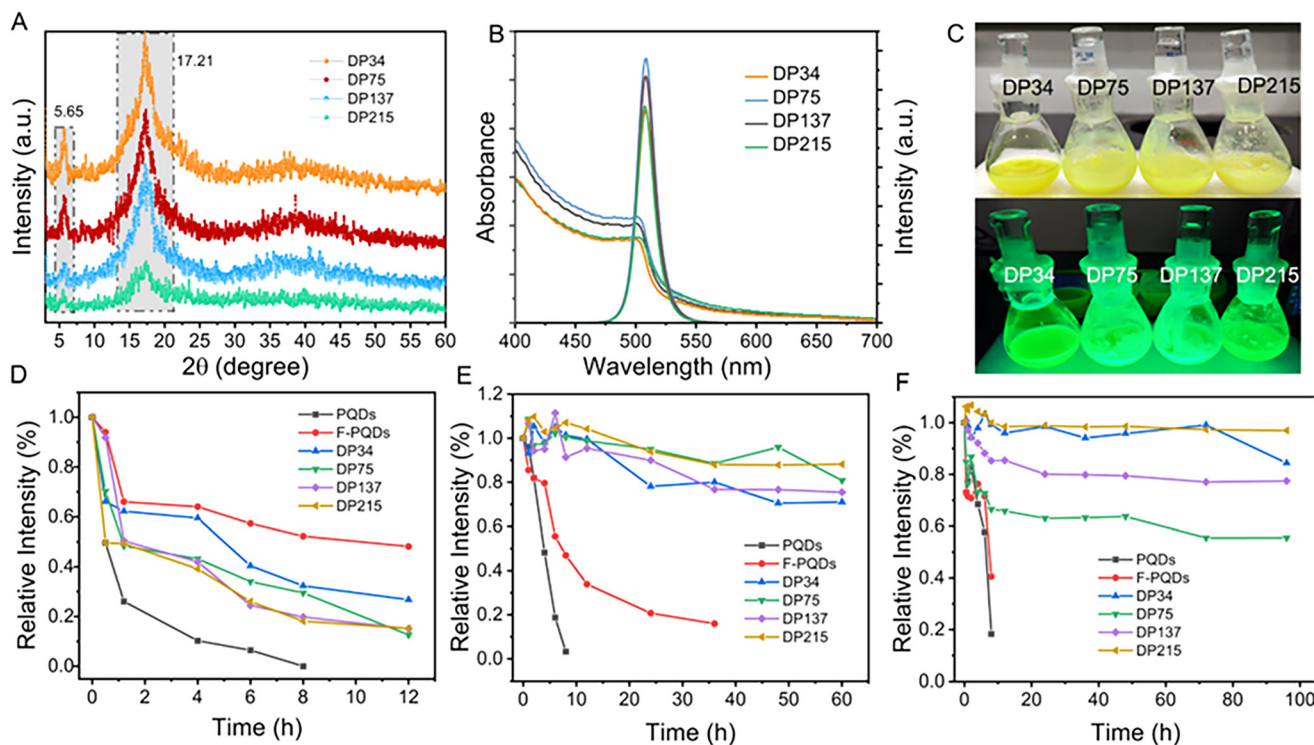 A
Intensity (a.u.)
5.65
17.21
DP34
DP75
DP137
DP215
5 10 15 20 25 30 35 40 45 50 55 60
2θ (degree)
B
Absorbance
Intensity (a.u.)
DP34
DP75
DP137
DP215
400 450 500 550 600 650 700
Wavelength (nm)
C
DP34 DP75 DP137 DP215
DP34 DP75 DP137 DP215
D
Relative Intensity (%)
1.0
0.8
0.6
0.4
0.2
0.0
PQDs
F-PQDs
DP34
DP75
DP137
DP215
0 2 4 6 8 10 12
Time (h)
E
Relative Intensity (%)
1.2
1.0
0.8
0.6
0.4
0.2
0.0
PQDs
F-PQDs
DP34
DP75
DP137
DP215
0 10 20 30 40 50 60
Time (h)
F
Relative Intensity (%)
1.0
0.8
0.6
0.4
0.2
0.0
PQDs
F-PQDs
DP34
DP75
DP137
DP215
0 20 40 60 80 100
Time (h)